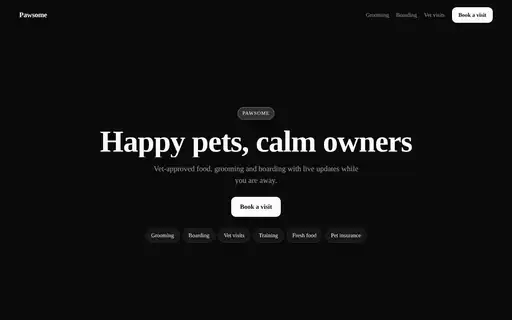 Pawsome
Grooming Boarding Vet visits Book a visit
PAWSOME
Happy pets, calm owners
Vet-approved food, grooming and boarding with live updates while
you are away.
Book a visit
Grooming Boarding Vet visits Training Fresh food Pet insurance